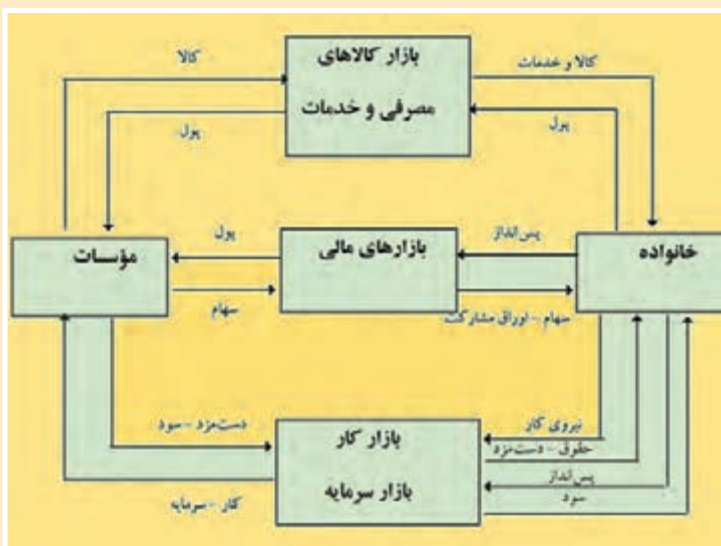 بازار کالاهای
مصرفی و خدمات
کالا و خدمات
کالا
پول
پول
خانواده
بازارهای مالی
مؤسسات
پس‌انداز
پول
سهام – اوراق مشارکت
سهام
بازار کار
بازار سرمایه
نیروی کار
حقوق – دست‌مزد
پس‌انداز
سود
دست‌مزد – سود
کار – سرمایه